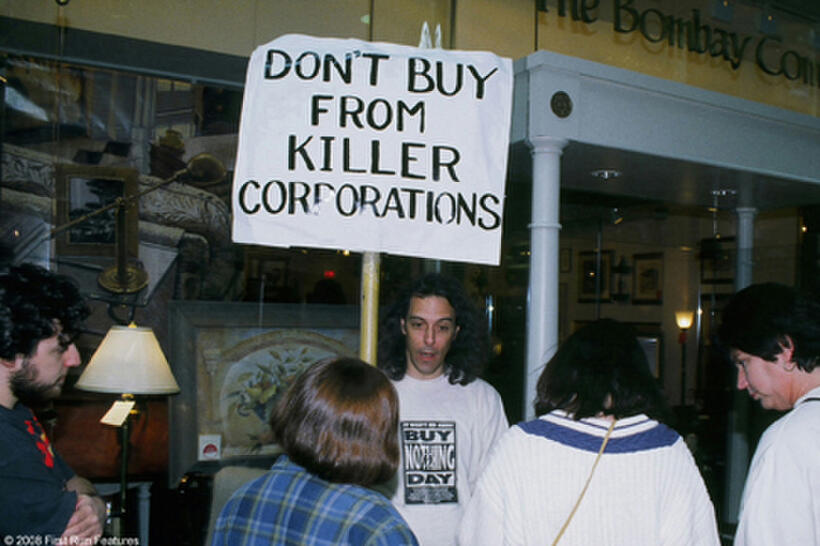 The Bombay Com
DON'T BUY
FROM
KILLER
CORPORATIONS
BUY
NOTHING
DAY
© 2008 First Run Features